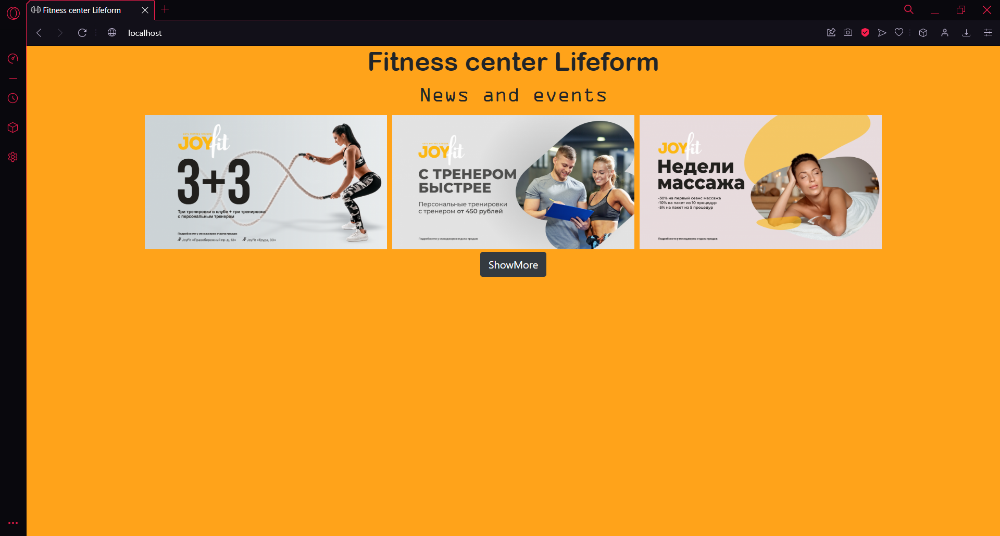 Fitness center Lifeform
localhost
Fitness center Lifeform
News and events
JOYfit
3+3
Три тренировки в клубе + три тренировки
с персональным тренером
Подробности у менеджеров отдела продаж
JoyFit «Правобережный пр-д, 13» JoyFit «Труда, 33»
JOYfit
С ТРЕНЕРОМ
БЫСТРЕЕ
Персональные тренировки
с тренером от 450 рублей
Подробности у менеджеров отдела продаж
JOYfit
Недели
массажа
-30% на первый сеанс массажа
-10% на пакет из 10 процедур
-5% на пакет из 5 процедур
Подробности у менеджеров отдела продаж
ShowMore